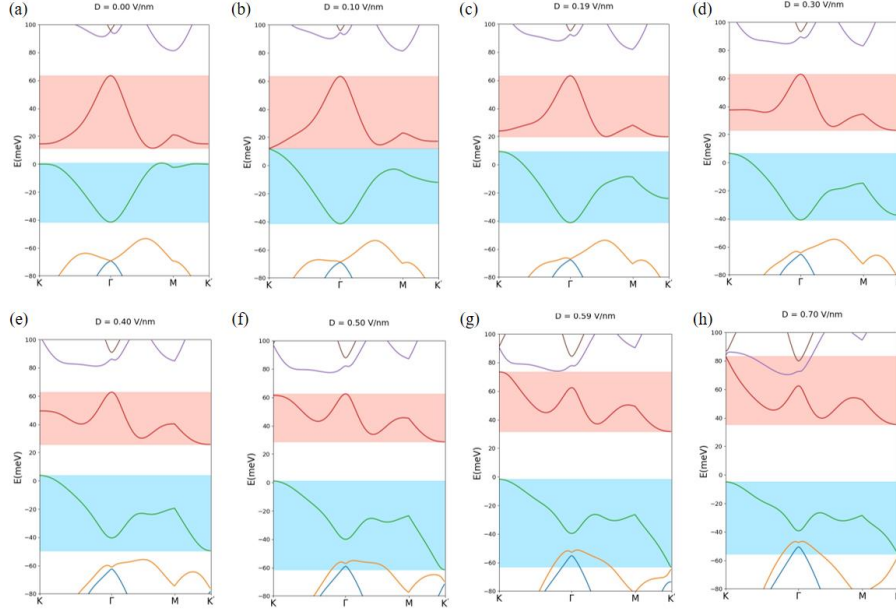 (a) D = 0.00 V/nm
(b) D = 0.10 V/nm
(c) D = 0.19 V/nm
(d) D = 0.30 V/nm
E(meV) 100 80 60 40 20 0 −20 −40 −60 −80
E(meV) 100 80 60 40 20 0 −20 −40 −60 −80
E(meV) 100 80 60 40 20 0 −20 −40 −60 −80
E(meV) 100 80 60 40 20 0 −20 −40 −60 −80
K Γ M K'
K Γ M K'
K Γ M K'
K Γ M
(e) D = 0.40 V/nm
(f) D = 0.50 V/nm
(g) D = 0.59 V/nm
(h) D = 0.70 V/nm
E(meV) 100 80 60 40 20 0 −20 −40 −60 −80
E(meV) 100 80 60 40 20 0 −20 −40 −60 −80
E(meV) 100 80 60 40 20 0 −20 −40 −60 −80
E(meV) 100 80 60 40 20 0 −20 −40 −60 −80
K Γ M K'
K Γ M K'
K Γ M K'
K Γ M